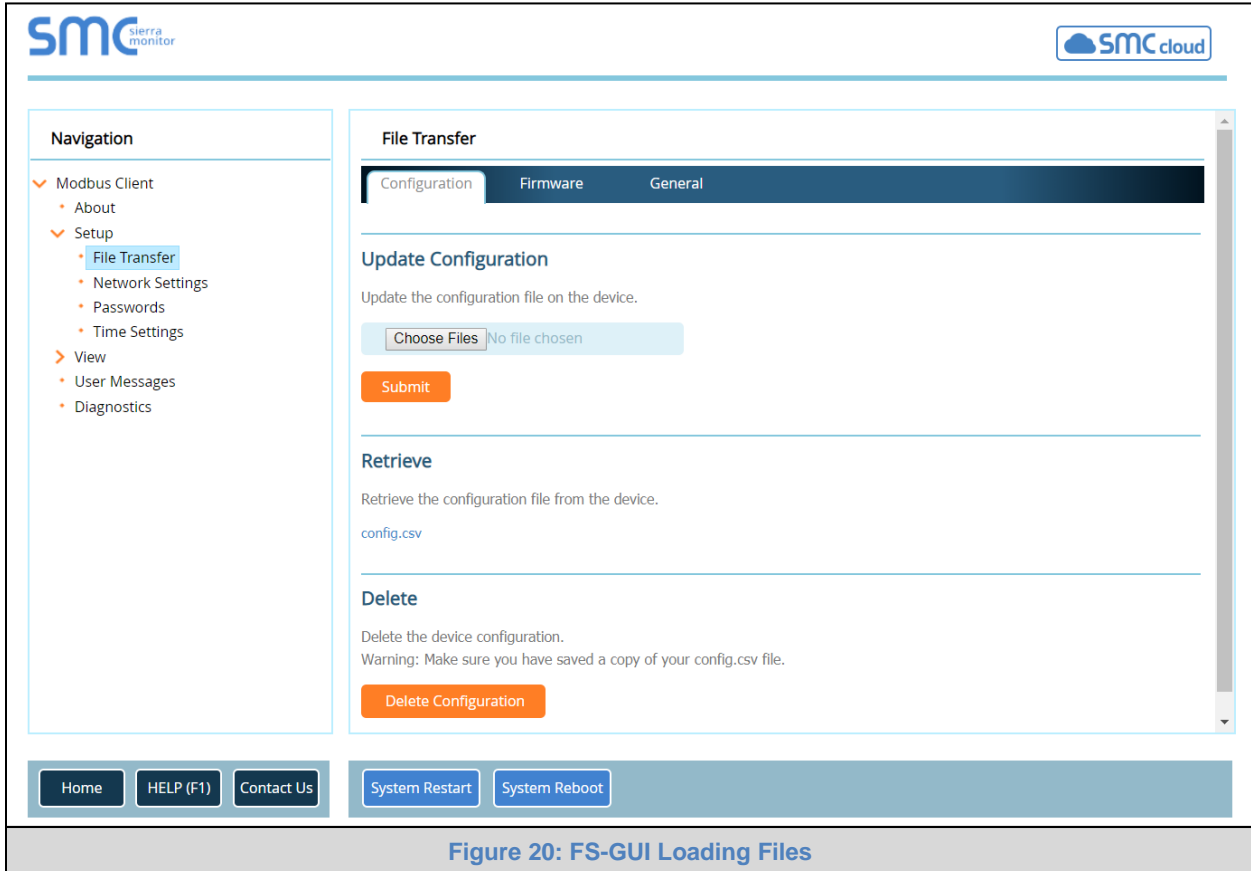 SMC sierra monitor
SMC cloud
Navigation
Modbus Client
About
Setup
File Transfer
Network Settings
Passwords
Time Settings
View
User Messages
Diagnostics
File Transfer
Configuration Firmware General
Update Configuration
Update the configuration file on the device.
Choose Files No file chosen
Submit
Retrieve
Retrieve the configuration file from the device.
config.csv
Delete
Delete the device configuration.
Warning: Make sure you have saved a copy of your config.csv file.
Delete Configuration
Home HELP (F1) Contact Us System Restart System Reboot
Figure 20: FS-GUI Loading Files